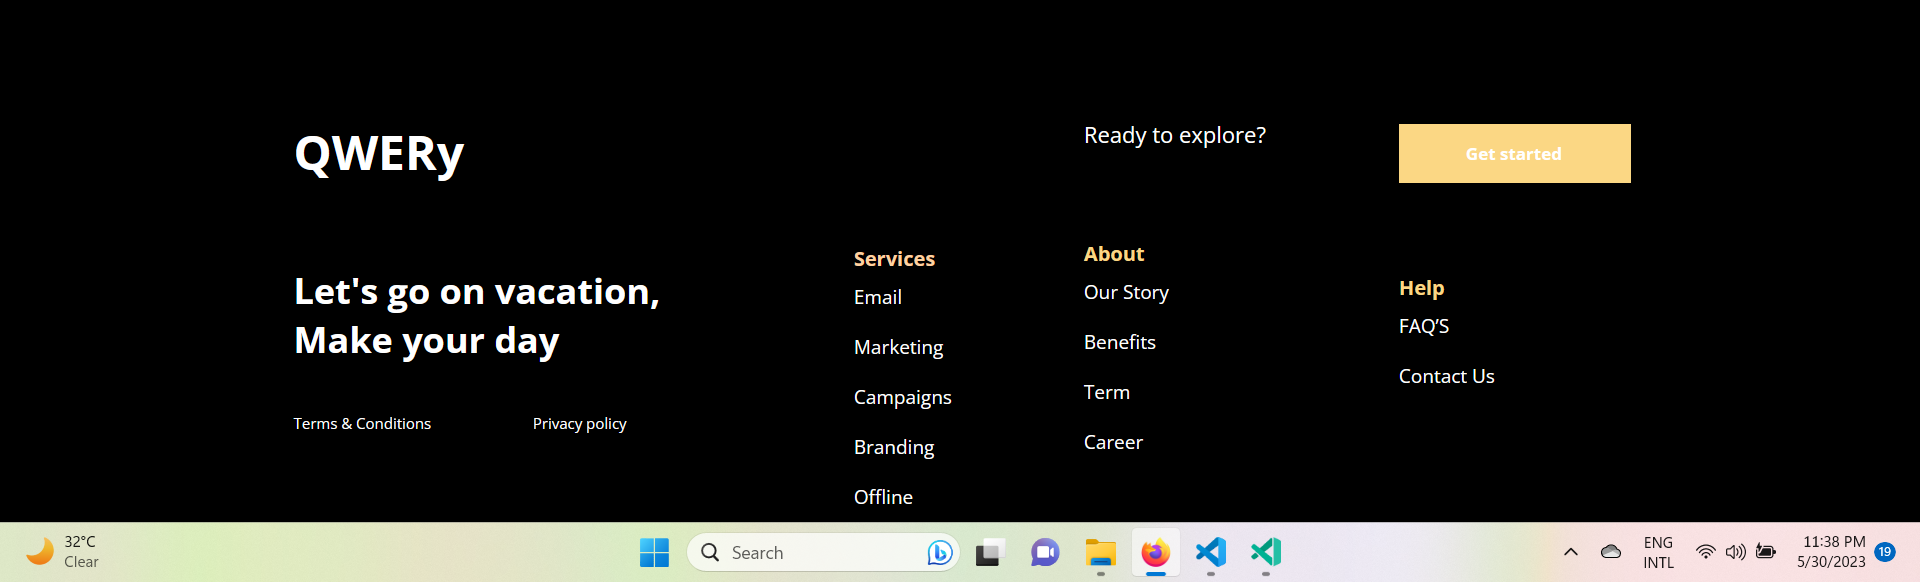 QWERy
Ready to explore?
Get started
Let's go on vacation,
Make your day
Terms & Conditions
Privacy policy
Services
Email
Marketing
Campaigns
Branding
Offline
About
Our Story
Benefits
Term
Career
Help
FAQ’S
Contact Us
32°C
Clear
Search
ENG
INTL
11:38 PM
5/30/2023
19